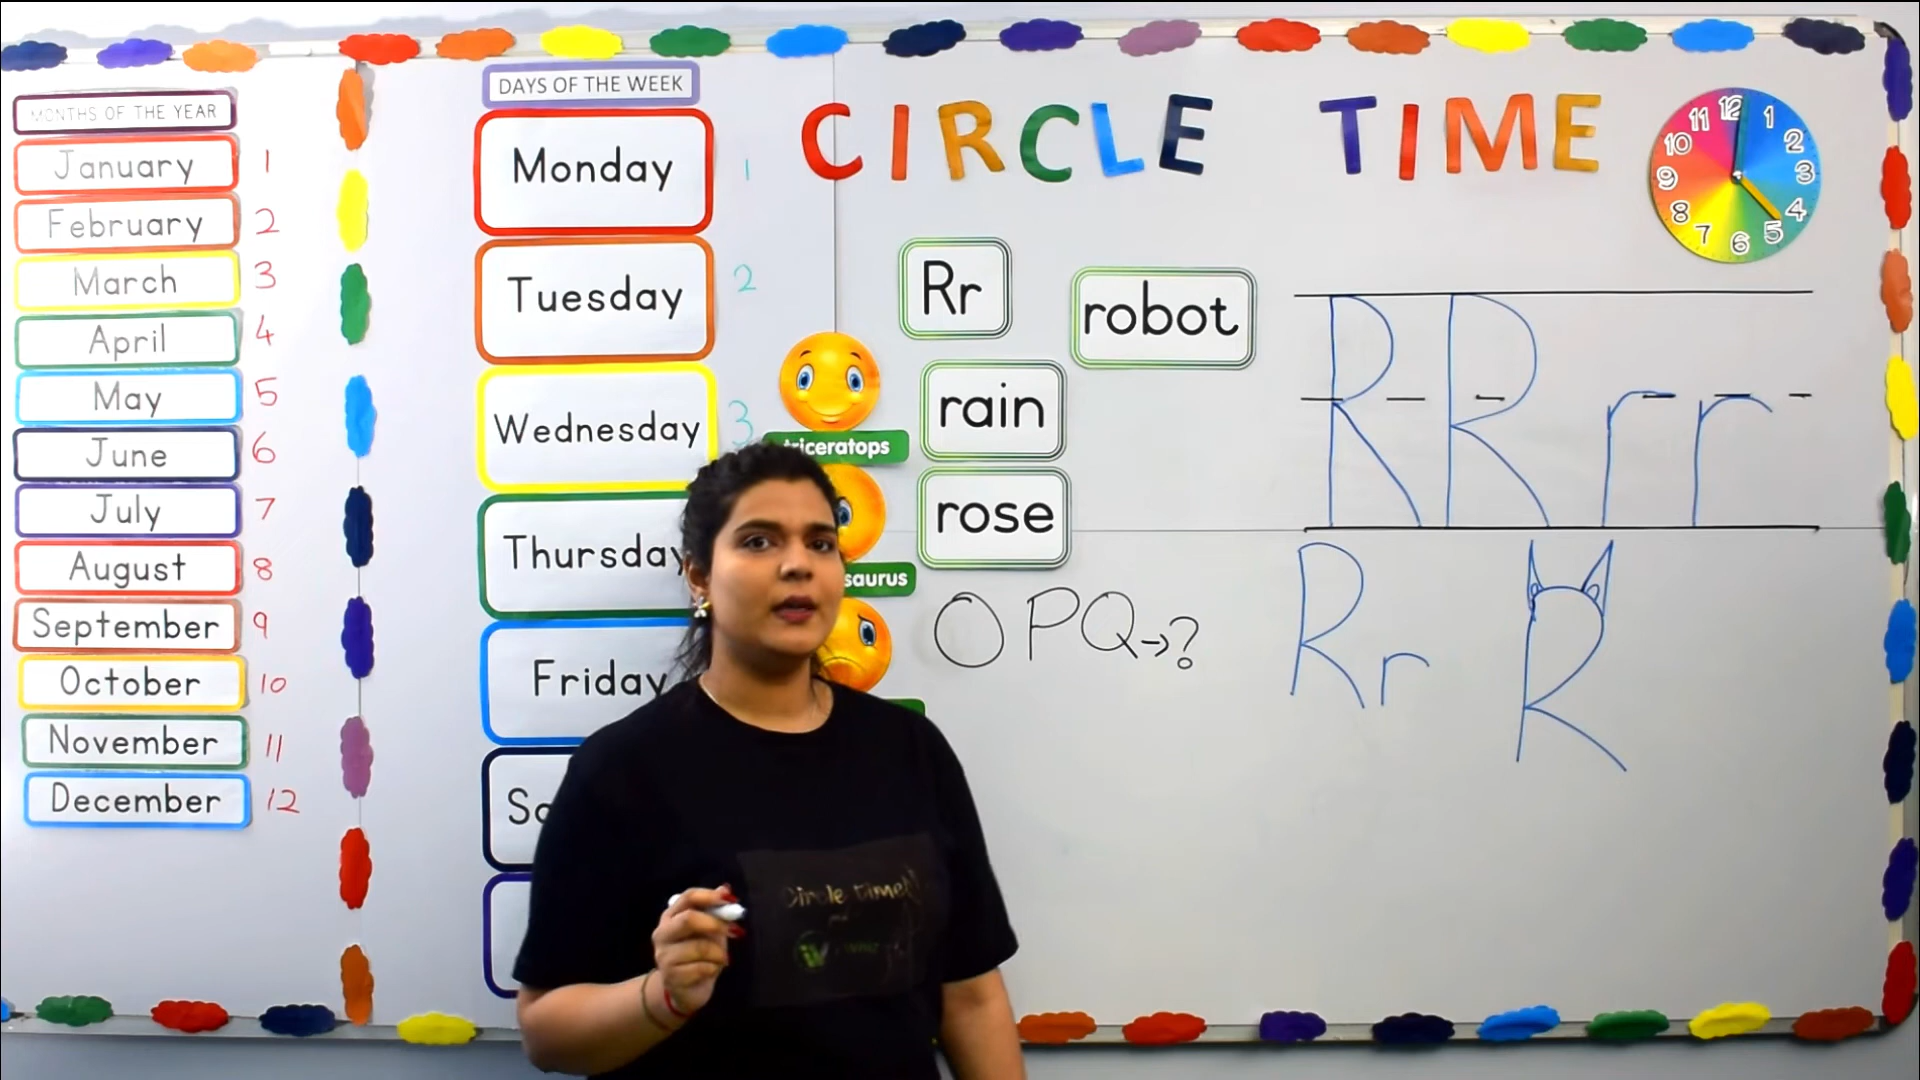 MONTHS OF THE YEAR
January 1
February 2
March 3
April 4
May 5
June 6
July 7
August 8
September 9
October 10
November 11
December 12
DAYS OF THE WEEK
Monday 1
Tuesday 2
Wednesday 3
Thursday
Friday
CIRCLE TIME
12 1 2 3 4 5 6 7 8 9 10 11
Rr
robot
rain
rose
triceratops
saurus
O P Q → ?
R R r r
Rr R
Circle time